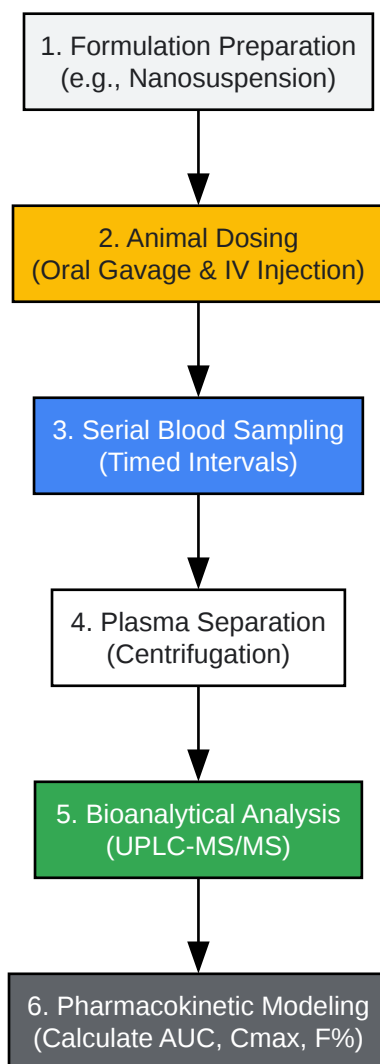 1. Formulation Preparation
(e.g., Nanosuspension)
2. Animal Dosing
(Oral Gavage & IV Injection)
3. Serial Blood Sampling
(Timed Intervals)
4. Plasma Separation
(Centrifugation)
5. Bioanalytical Analysis
(UPLC-MS/MS)
6. Pharmacokinetic Modeling
(Calculate AUC, Cmax, F%)